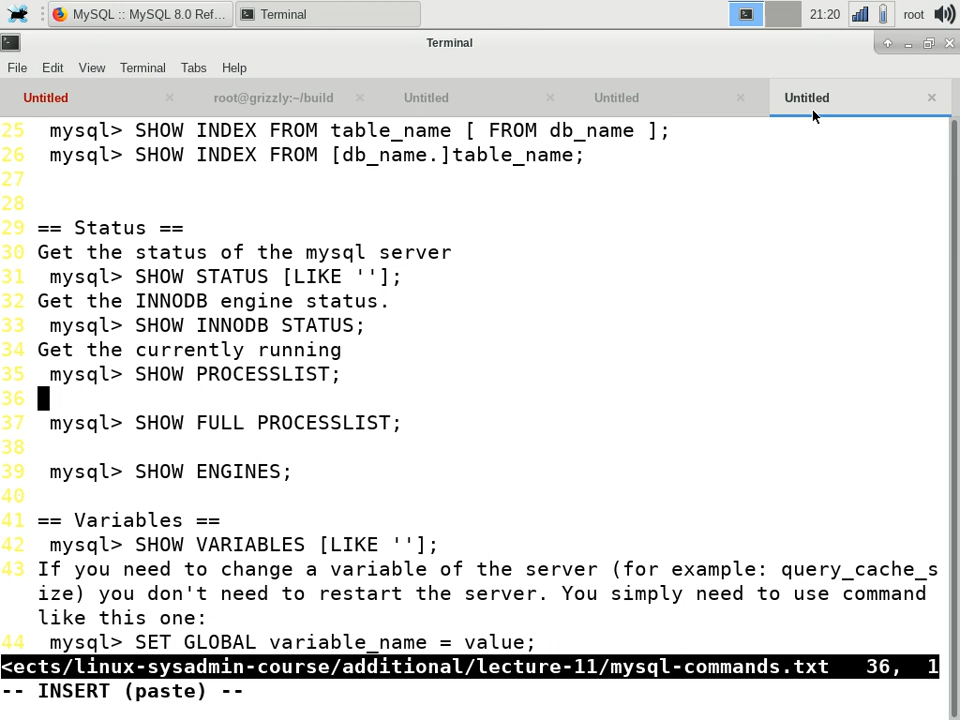 MySQL :: MySQL 8.0 Ref...
Terminal
21:20
root
Terminal
File Edit View Terminal Tabs Help
Untitled
root@grizzly:~/build
Untitled
Untitled
Untitled
25 mysql> SHOW INDEX FROM table_name [ FROM db_name ];
26 mysql> SHOW INDEX FROM [db_name.]table_name;
27
28
29 == Status ==
30 Get the status of the mysql server
31 mysql> SHOW STATUS [LIKE ''];
32 Get the INNODB engine status.
33 mysql> SHOW INNODB STATUS;
34 Get the currently running
35 mysql> SHOW PROCESSLIST;
36
37 mysql> SHOW FULL PROCESSLIST;
38
39 mysql> SHOW ENGINES;
40
41 == Variables ==
42 mysql> SHOW VARIABLES [LIKE ''];
43 If you need to change a variable of the server (for example: query_cache_s
ize) you don't need to restart the server. You simply need to use command
like this one:
44 mysql> SET GLOBAL variable_name = value;
<ects/linux-sysadmin-course/additional/lecture-11/mysql-commands.txt 36, 1
-- INSERT (paste) --